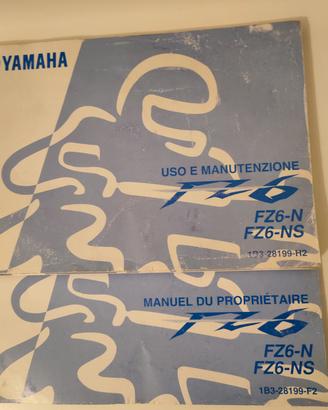 YAMAHA
USO E MANUTENZIONE
FZ6
FZ6-N
FZ6-NS
1B3-28199-H2
MANUEL DU PROPRIÉTAIRE
FZ6
FZ6-N
FZ6-NS
1B3-28199-F2